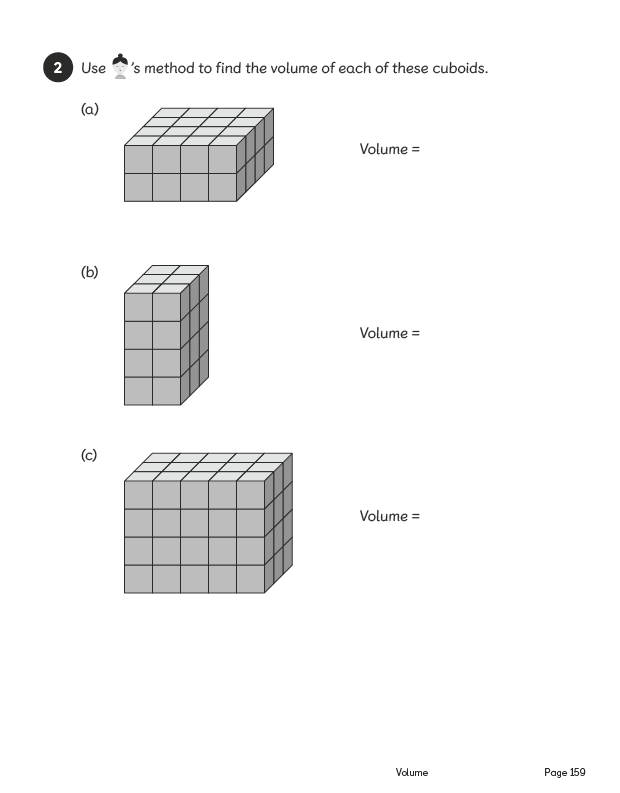 2 Use 's method to find the volume of each of these cuboids.
(a)
Volume =
(b)
Volume =
(c)
Volume =
Volume Page 159